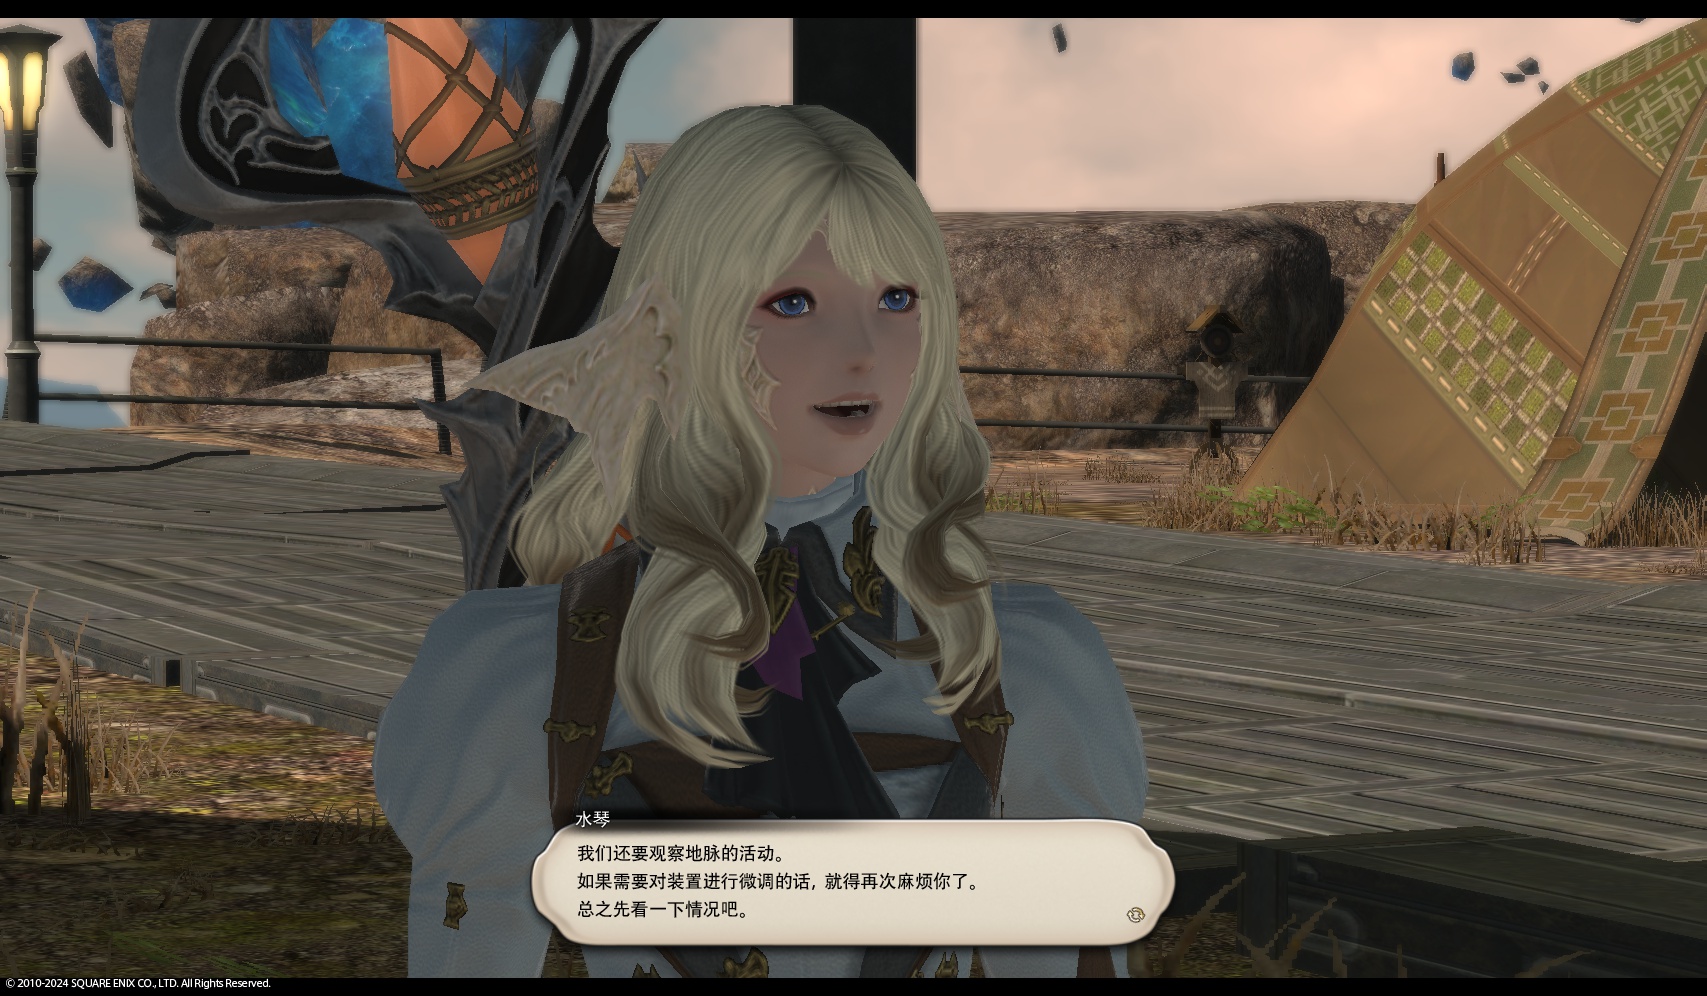 水琴
我们还要观察地脉的活动。
如果需要对装置进行微调的话，就得再次麻烦你了。
总之先看一下情况吧。
© 2010-2024 SQUARE ENIX CO., LTD. All Rights Reserved.